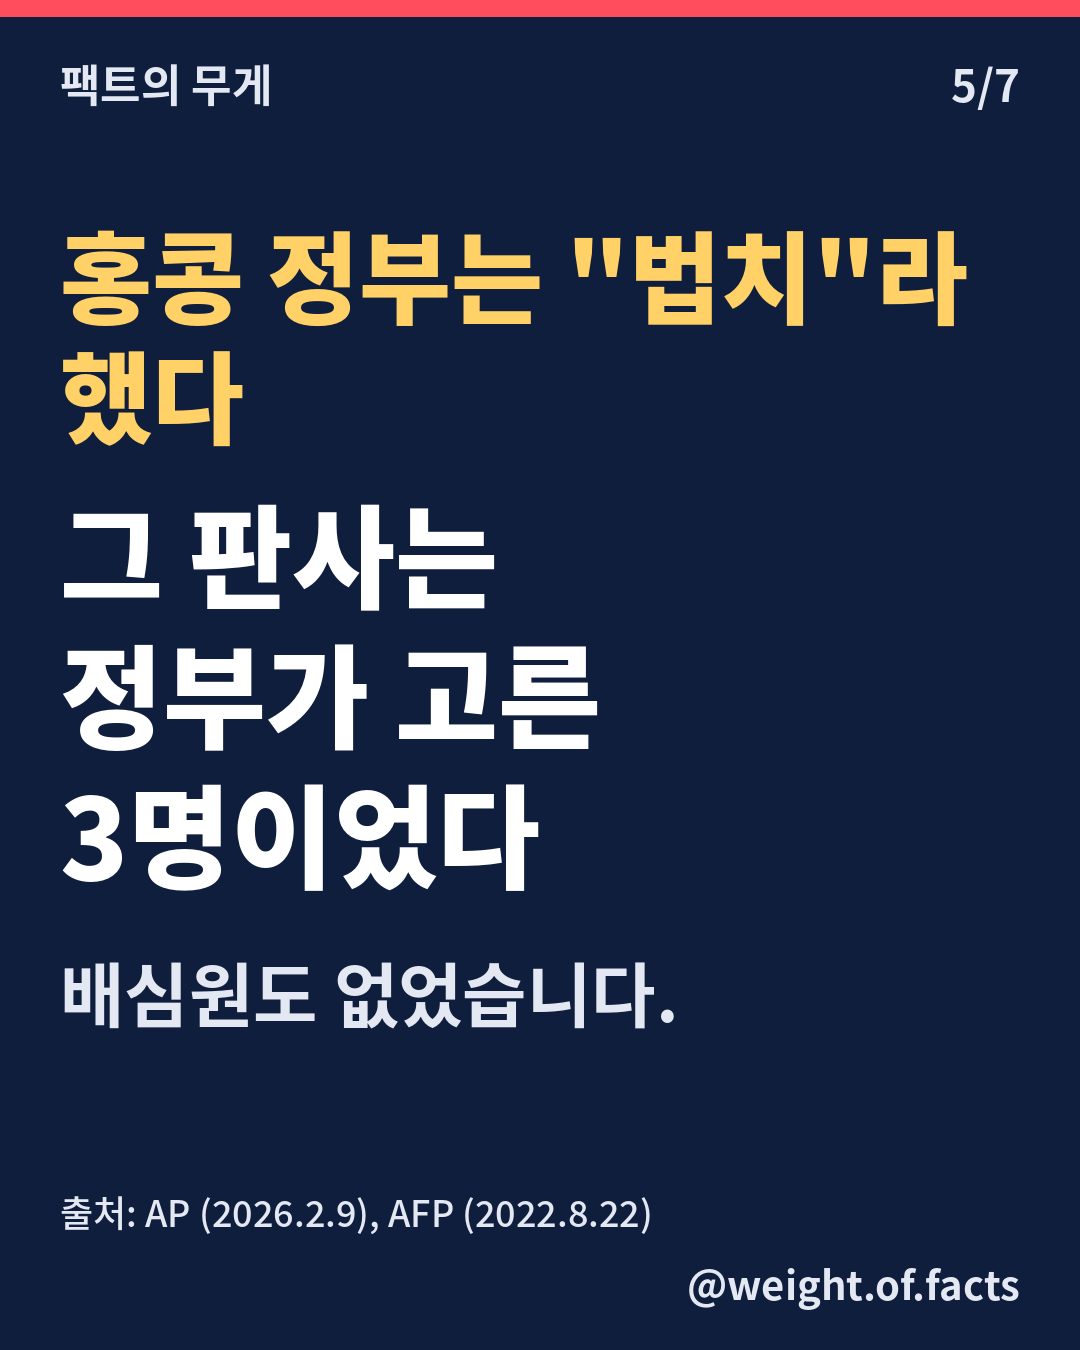 팩트의 무게
5/7
홍콩 정부는 "법치"라
했다
그 판사는
정부가 고른
3명이었다
배심원도 없었습니다.
출처: AP (2026.2.9), AFP (2022.8.22)
@weight.of.facts